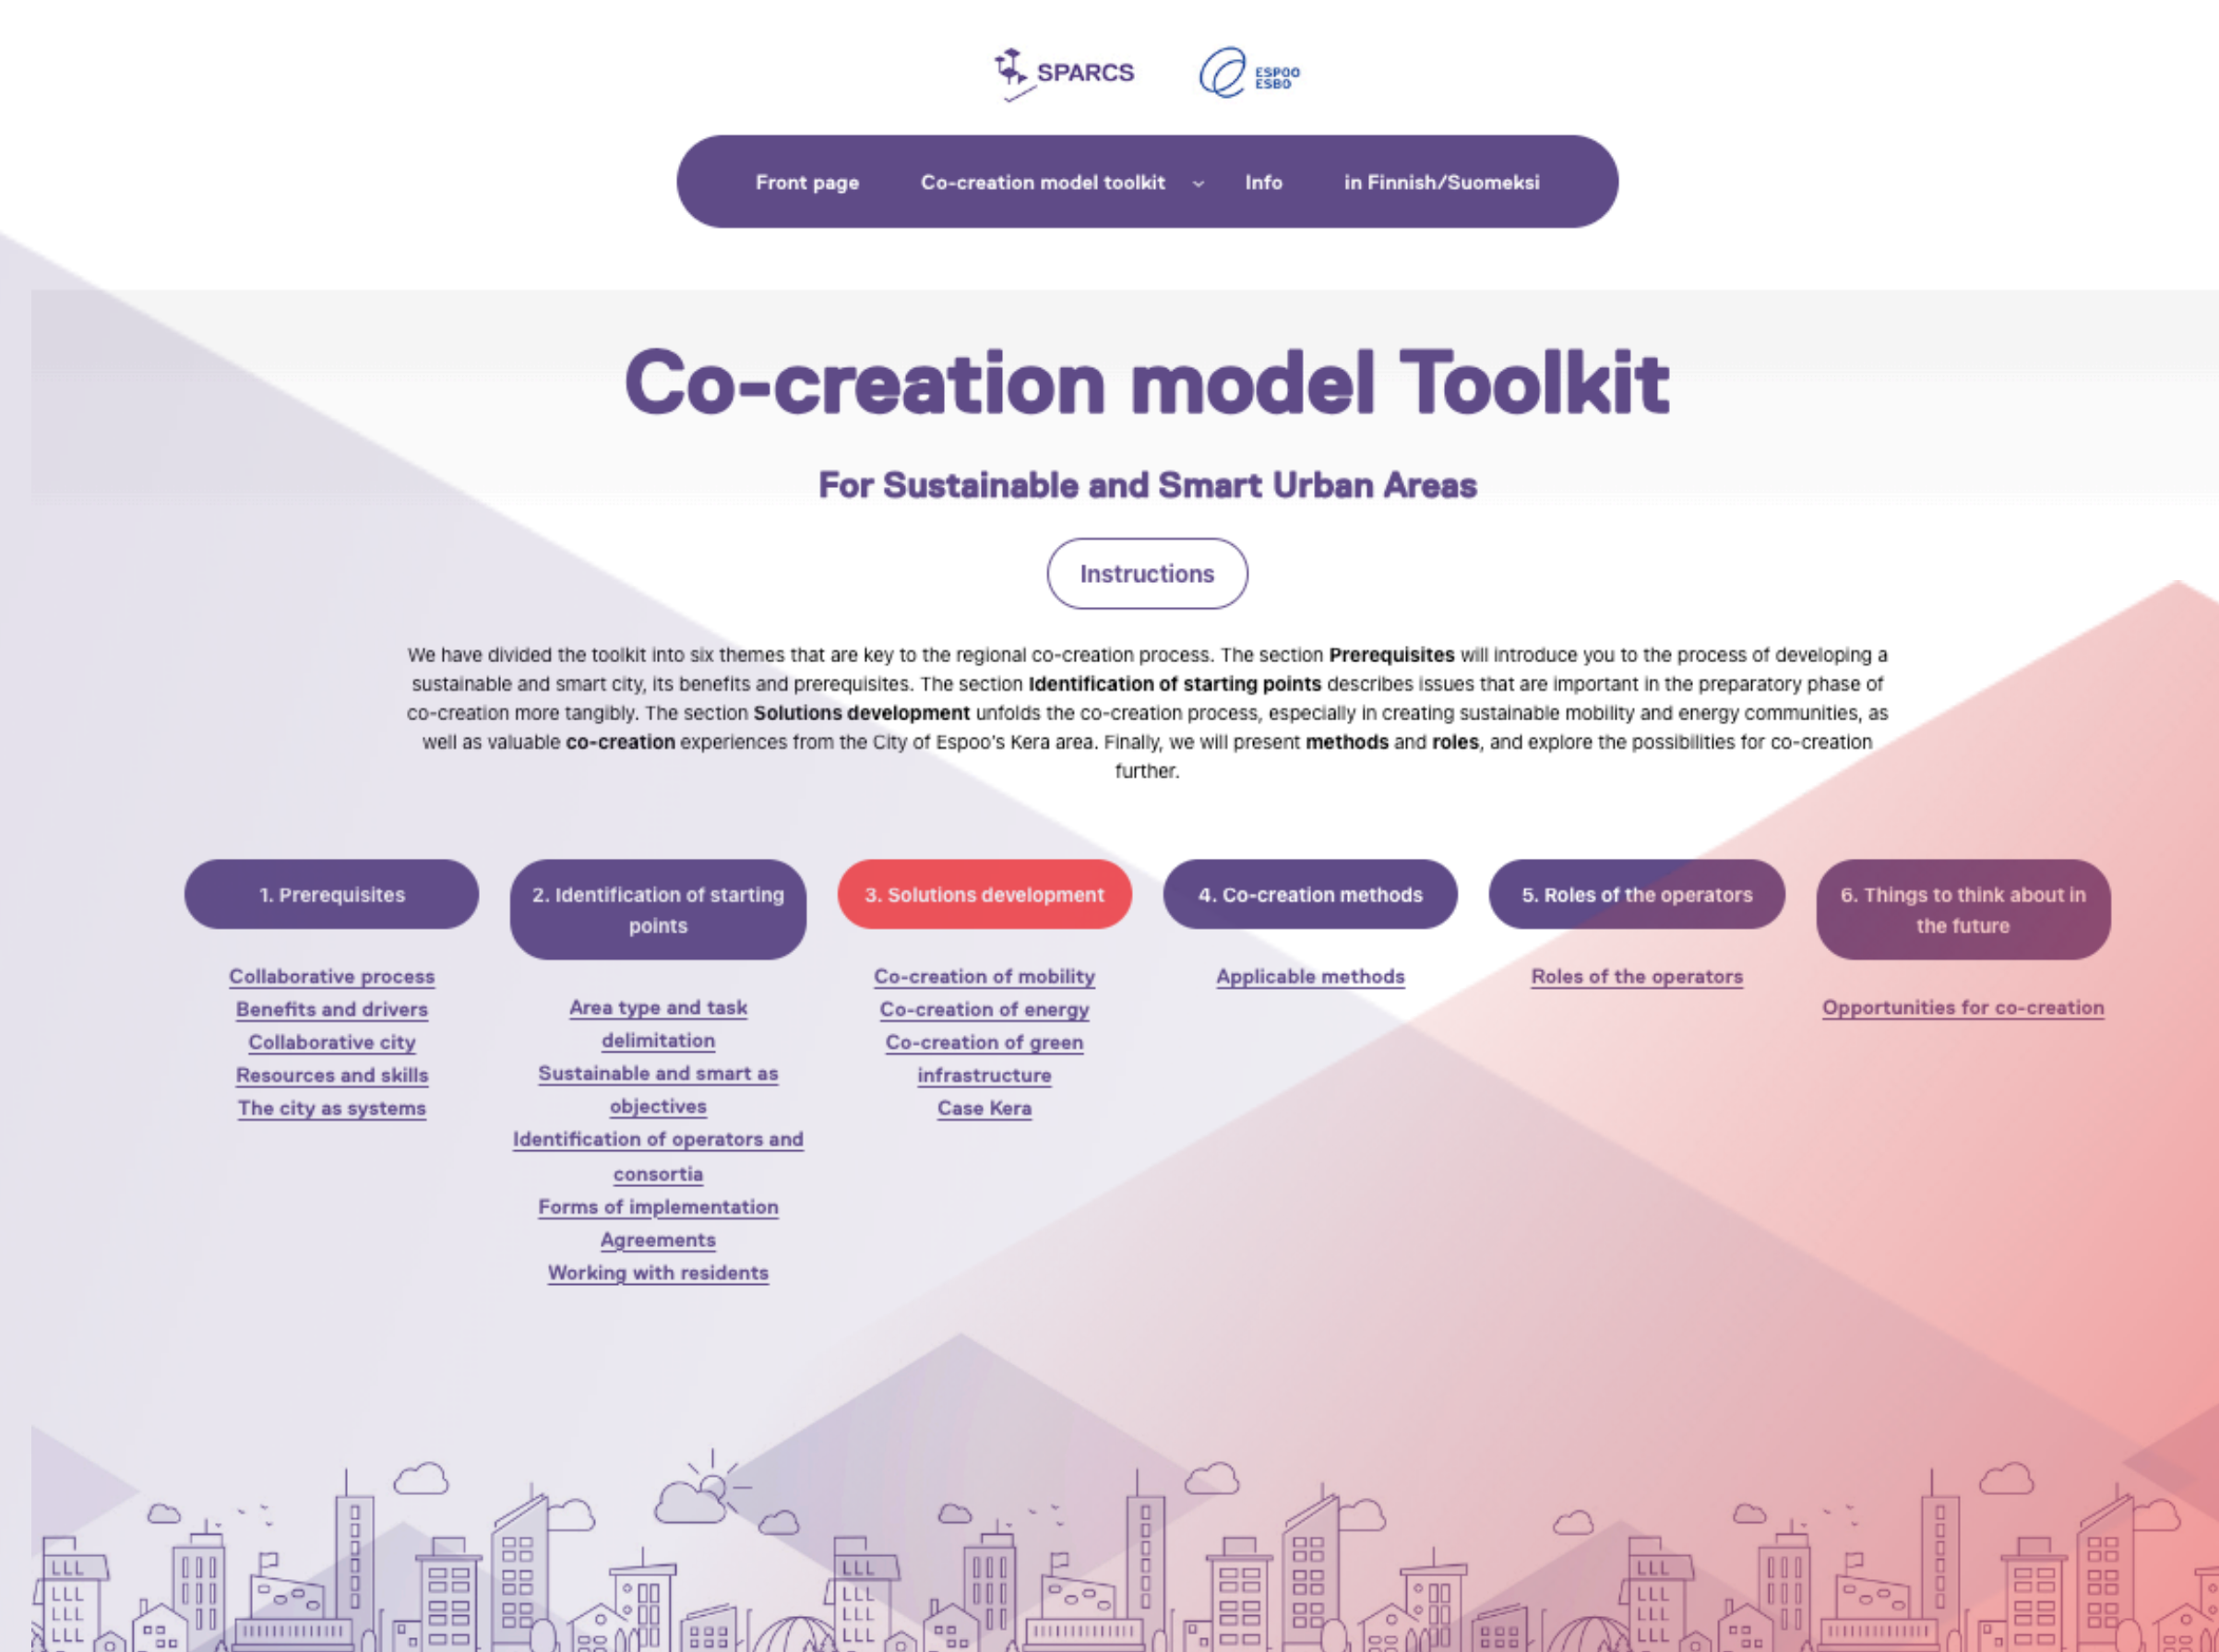 SPARCS
ESPOO
ESBO
Front page
Co-creation model toolkit
Info
in Finnish/Suomeksi
Co-creation model Toolkit
For Sustainable and Smart Urban Areas
Instructions
We have divided the toolkit into six themes that are key to the regional co-creation process. The section Prerequisites will introduce you to the process of developing a
sustainable and smart city, its benefits and prerequisites. The section Identification of starting points describes issues that are important in the preparatory phase of
co-creation more tangibly. The section Solutions development unfolds the co-creation process, especially in creating sustainable mobility and energy communities, as
well as valuable co-creation experiences from the City of Espoo's Kera area. Finally, we will present methods and roles, and explore the possibilities for co-creation
further.
1. Prerequisites
Collaborative process
Benefits and drivers
Collaborative city
Resources and skills
The city as systems
2. Identification of starting
points
Area type and task
delimitation
Sustainable and smart as
objectives
Identification of operators and
consortia
Forms of implementation
Agreements
Working with residents
3. Solutions development
Co-creation of mobility
Co-creation of energy
Co-creation of green
infrastructure
Case Kera
4. Co-creation methods
Applicable methods
5. Roles of the operators
Roles of the operators
6. Things to think about in
the future
Opportunities for co-creation